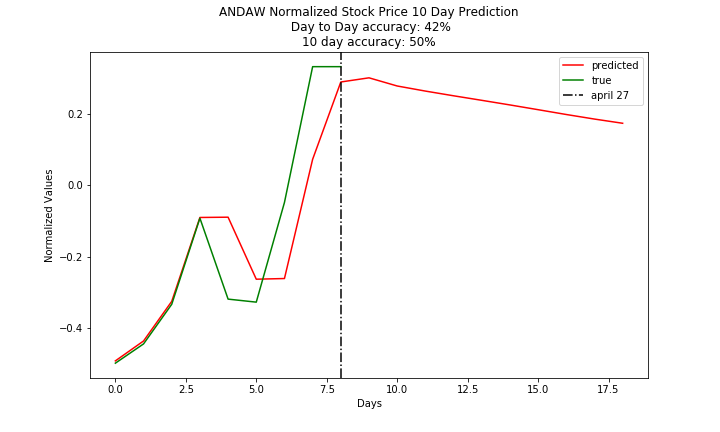 ANDAW Normalized Stock Price 10 Day Prediction
Day to Day accuracy: 42%
10 day accuracy: 50%
predicted
true
april 27
Normalized Values
0.2
0.0
−0.2
−0.4
0.0 2.5 5.0 7.5 10.0 12.5 15.0 17.5
Days